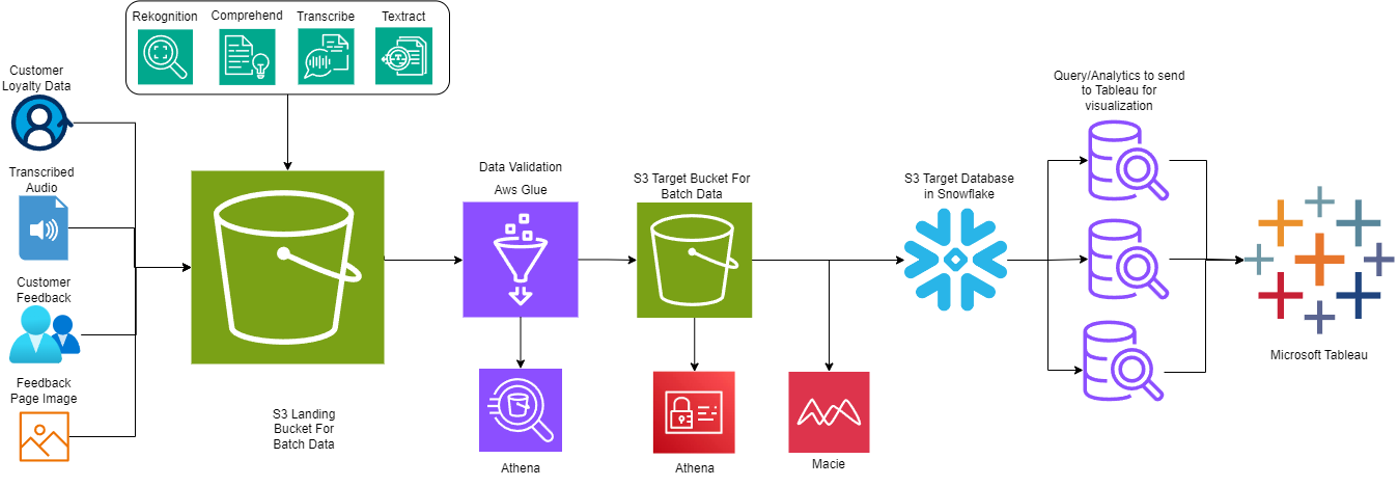 Rekognition
Comprehend
Transcribe
Textract
Customer
Loyalty Data
Transcribed
Audio
Customer
Feedback
Feedback
Page Image
S3 Landing
Bucket For
Batch Data
Data Validation
Aws Glue
Athena
S3 Target Bucket For
Batch Data
Athena
Macie
S3 Target Database
in Snowflake
Query/Analytics to send
to Tableau for
visualization
Microsoft Tableau